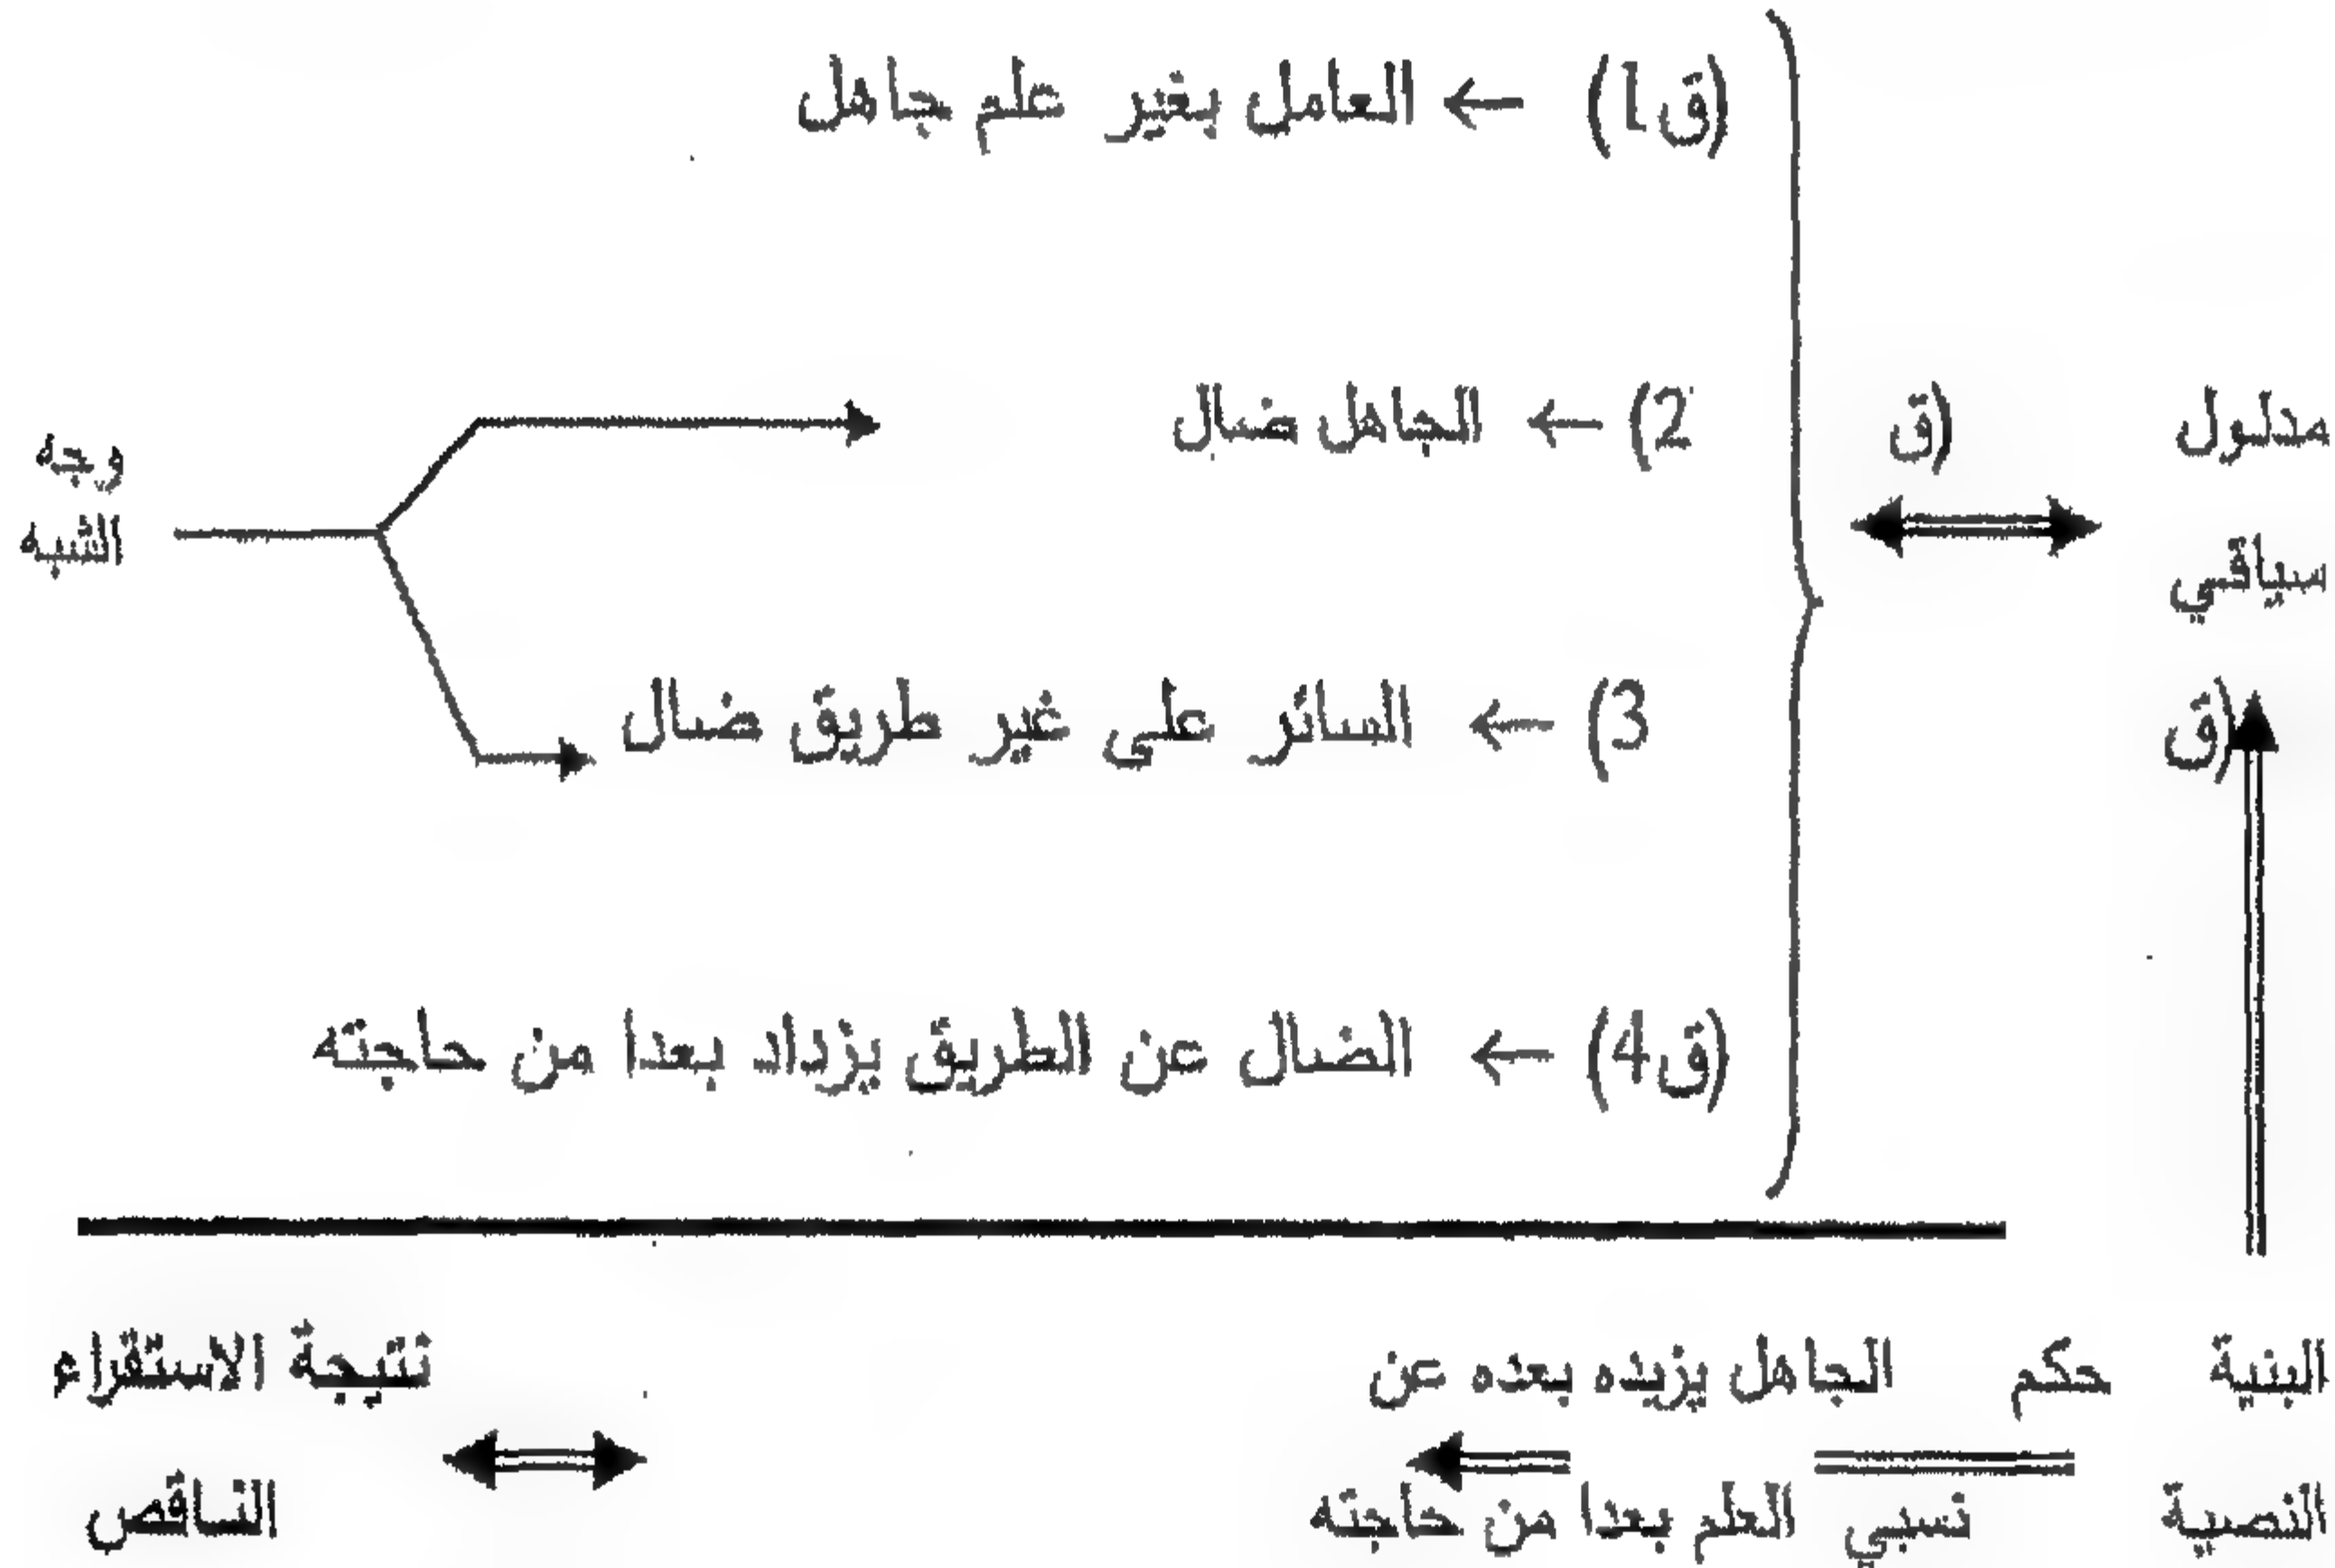 (ق1) ← العامل بغير علم جاهل
مدلول (ق 2) ← الجاهل ضال
وجه
الشبه
سياقي
(ق 3) ← السائر على غير طريق ضال
(ق4) ← الضال عن الطريق يزداد بعدا من حاجته
البنية حكم الجاهل يزيده بعده عن نتيجة الاستقراء
النصية نسبي العلم بعدا من حاجته الناقص